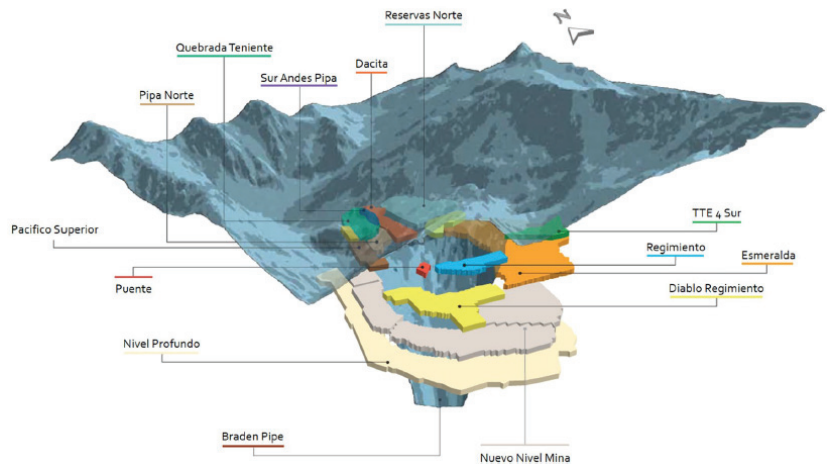 Reservas Norte
N
Quebrada Teniente
Dacita
Sur Andes Pipa
Pipa Norte
TTE 4 Sur
Pacifico Superior
Regimiento
Esmeralda
Puente
Diablo Regimiento
Nivel Profundo
Braden Pipe
Nuevo Nivel Mina